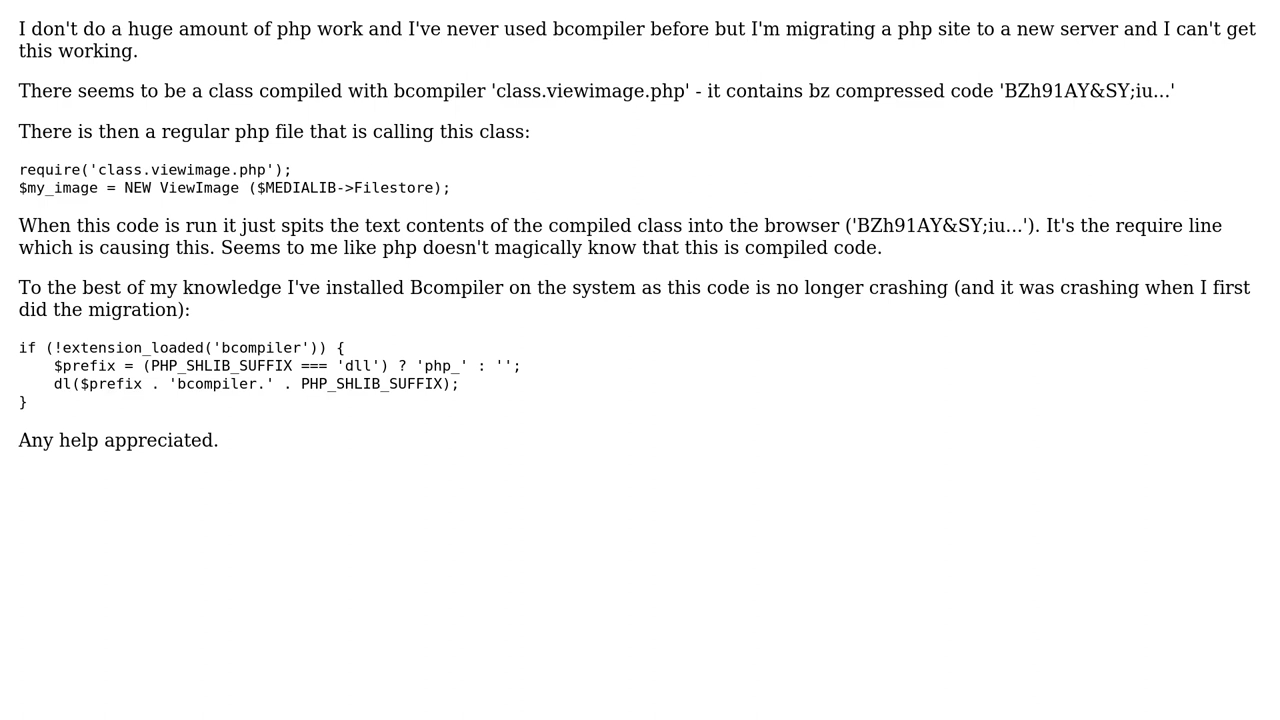 I don't do a huge amount of php work and I've never used bcompiler before but I'm migrating a php site to a new server and I can't get
this working.
There seems to be a class compiled with bcompiler 'class.viewimage.php' - it contains bz compressed code 'BZh91AY&SY;iu...'
There is then a regular php file that is calling this class:
require('class.viewimage.php');
$my_image = NEW ViewImage ($MEDIALIB->Filestore);
When this code is run it just spits the text contents of the compiled class into the browser ('BZh91AY&SY;iu...'). It's the require line
which is causing this. Seems to me like php doesn't magically know that this is compiled code.
To the best of my knowledge I've installed Bcompiler on the system as this code is no longer crashing (and it was crashing when I first
did the migration):
if (!extension_loaded('bcompiler')) {
    $prefix = (PHP_SHLIB_SUFFIX === 'dll') ? 'php_' : '';
    dl($prefix . 'bcompiler.' . PHP_SHLIB_SUFFIX);
}
Any help appreciated.